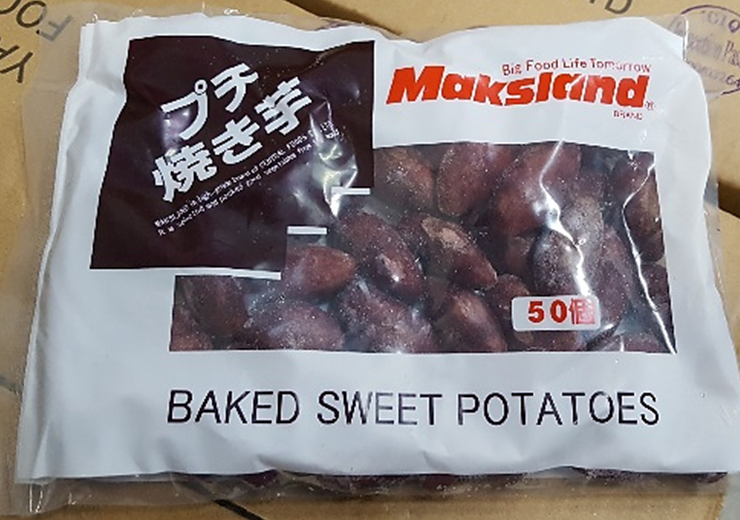 プチ
焼き芋
Big Food Life Tomorrow
Maksland®
BRAND
50個
BAKED SWEET POTATOES